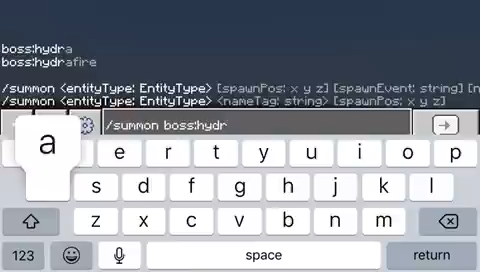 boss:hydra
boss:hydrafire
/summon <entityType: EntityType> [spawnPos: x y z] [spawnEvent: string] [n
/summon <entityType: EntityType> <nameTag: string> [spawnPos: x y z]
/summon boss:hydr
a
e r t y u i o p
s d f g h j k l
z x c v b n m
123 space return